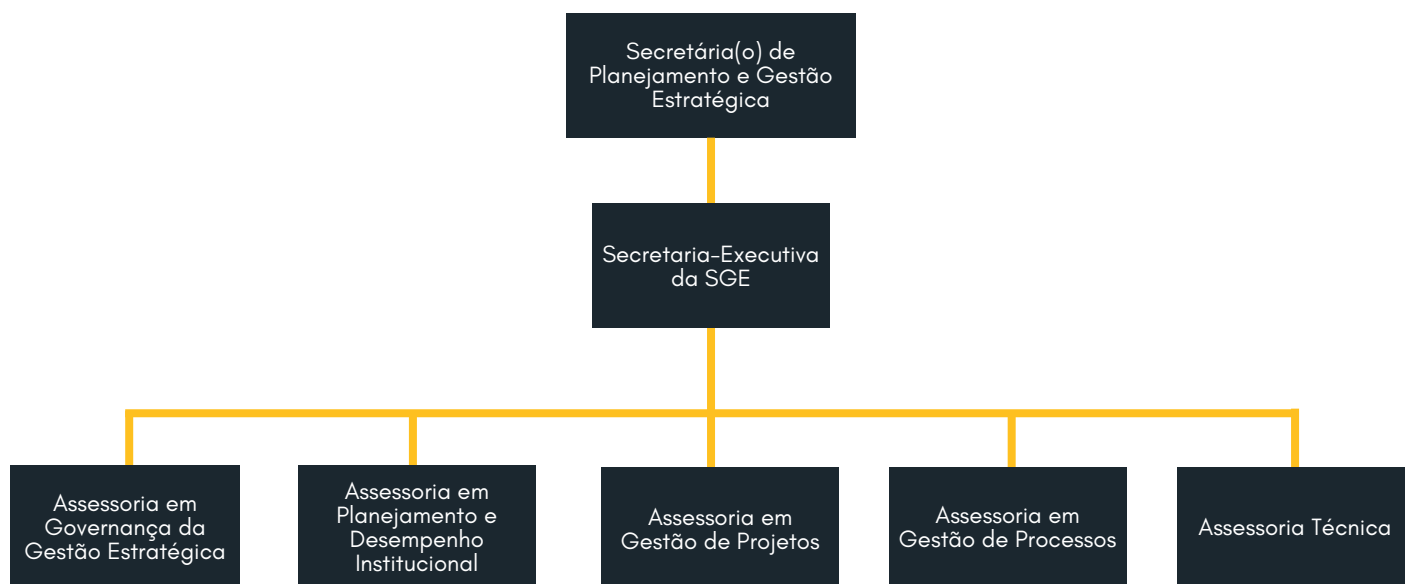 Secretária(o) de
Planejamento e Gestão
Estratégica
Secretaria-Executiva
da SGE
Assessoria em
Governança da
Gestão Estratégica
Assessoria em
Planejamento e
Desempenho
Institucional
Assessoria em
Gestão de Projetos
Assessoria em
Gestão de Processos
Assessoria Técnica